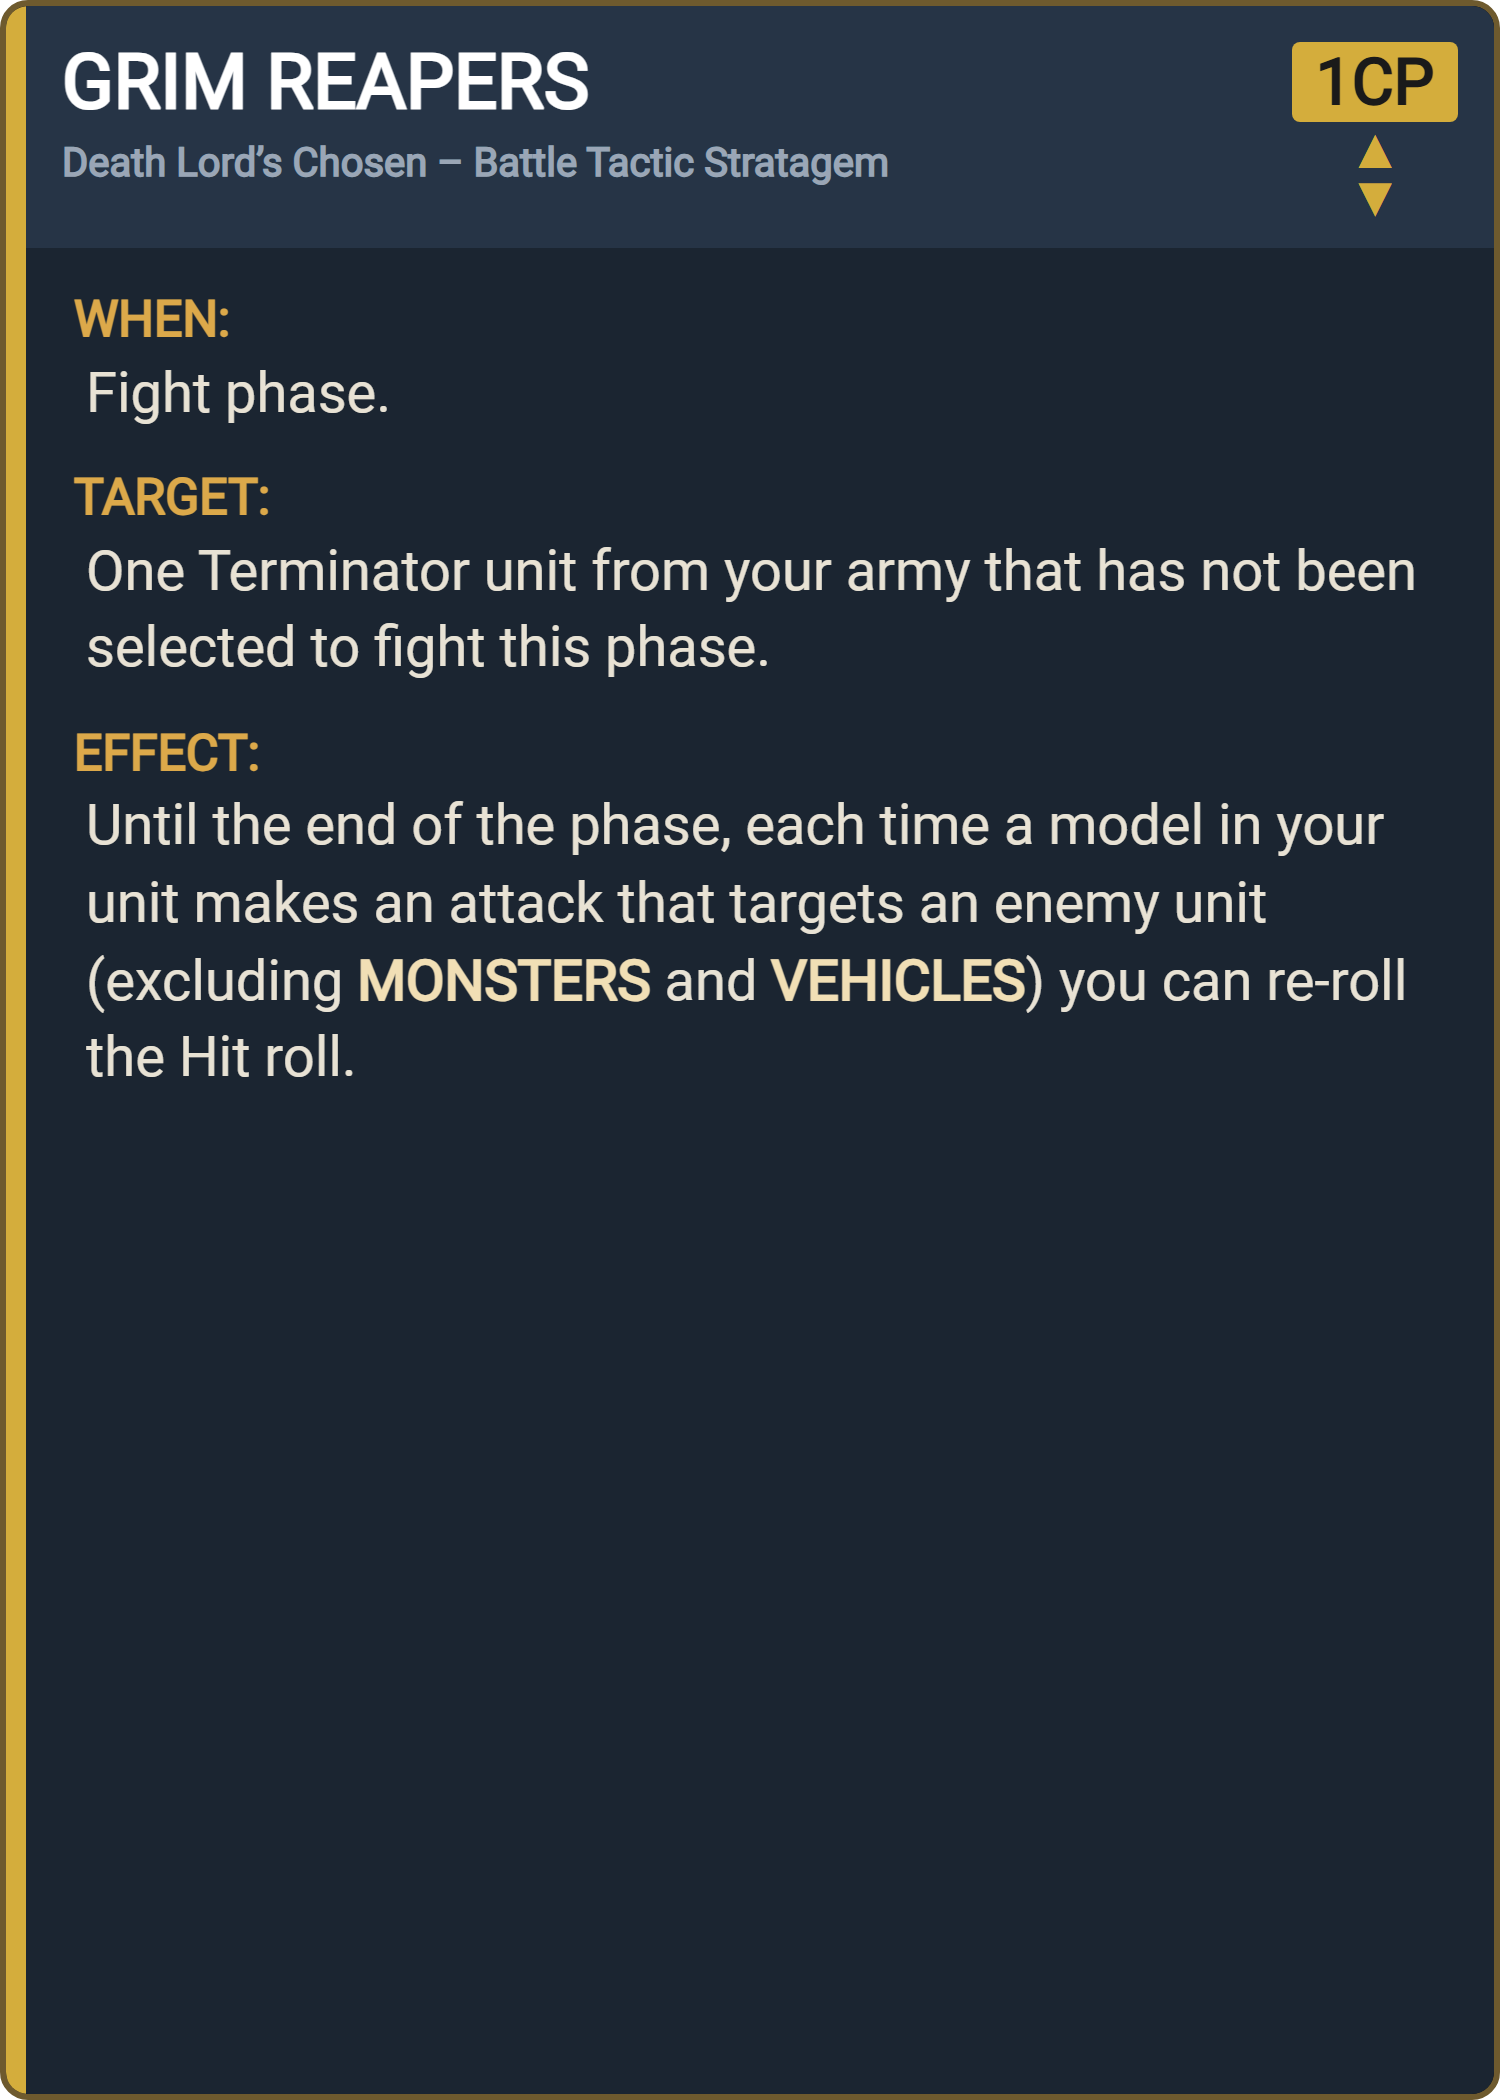 GRIM REAPERS
1CP
Death Lord’s Chosen – Battle Tactic Stratagem
▲
▼
WHEN:
Fight phase.
TARGET:
One Terminator unit from your army that has not been
selected to fight this phase.
EFFECT:
Until the end of the phase, each time a model in your
unit makes an attack that targets an enemy unit
(excluding MONSTERS and VEHICLES) you can re-roll
the Hit roll.